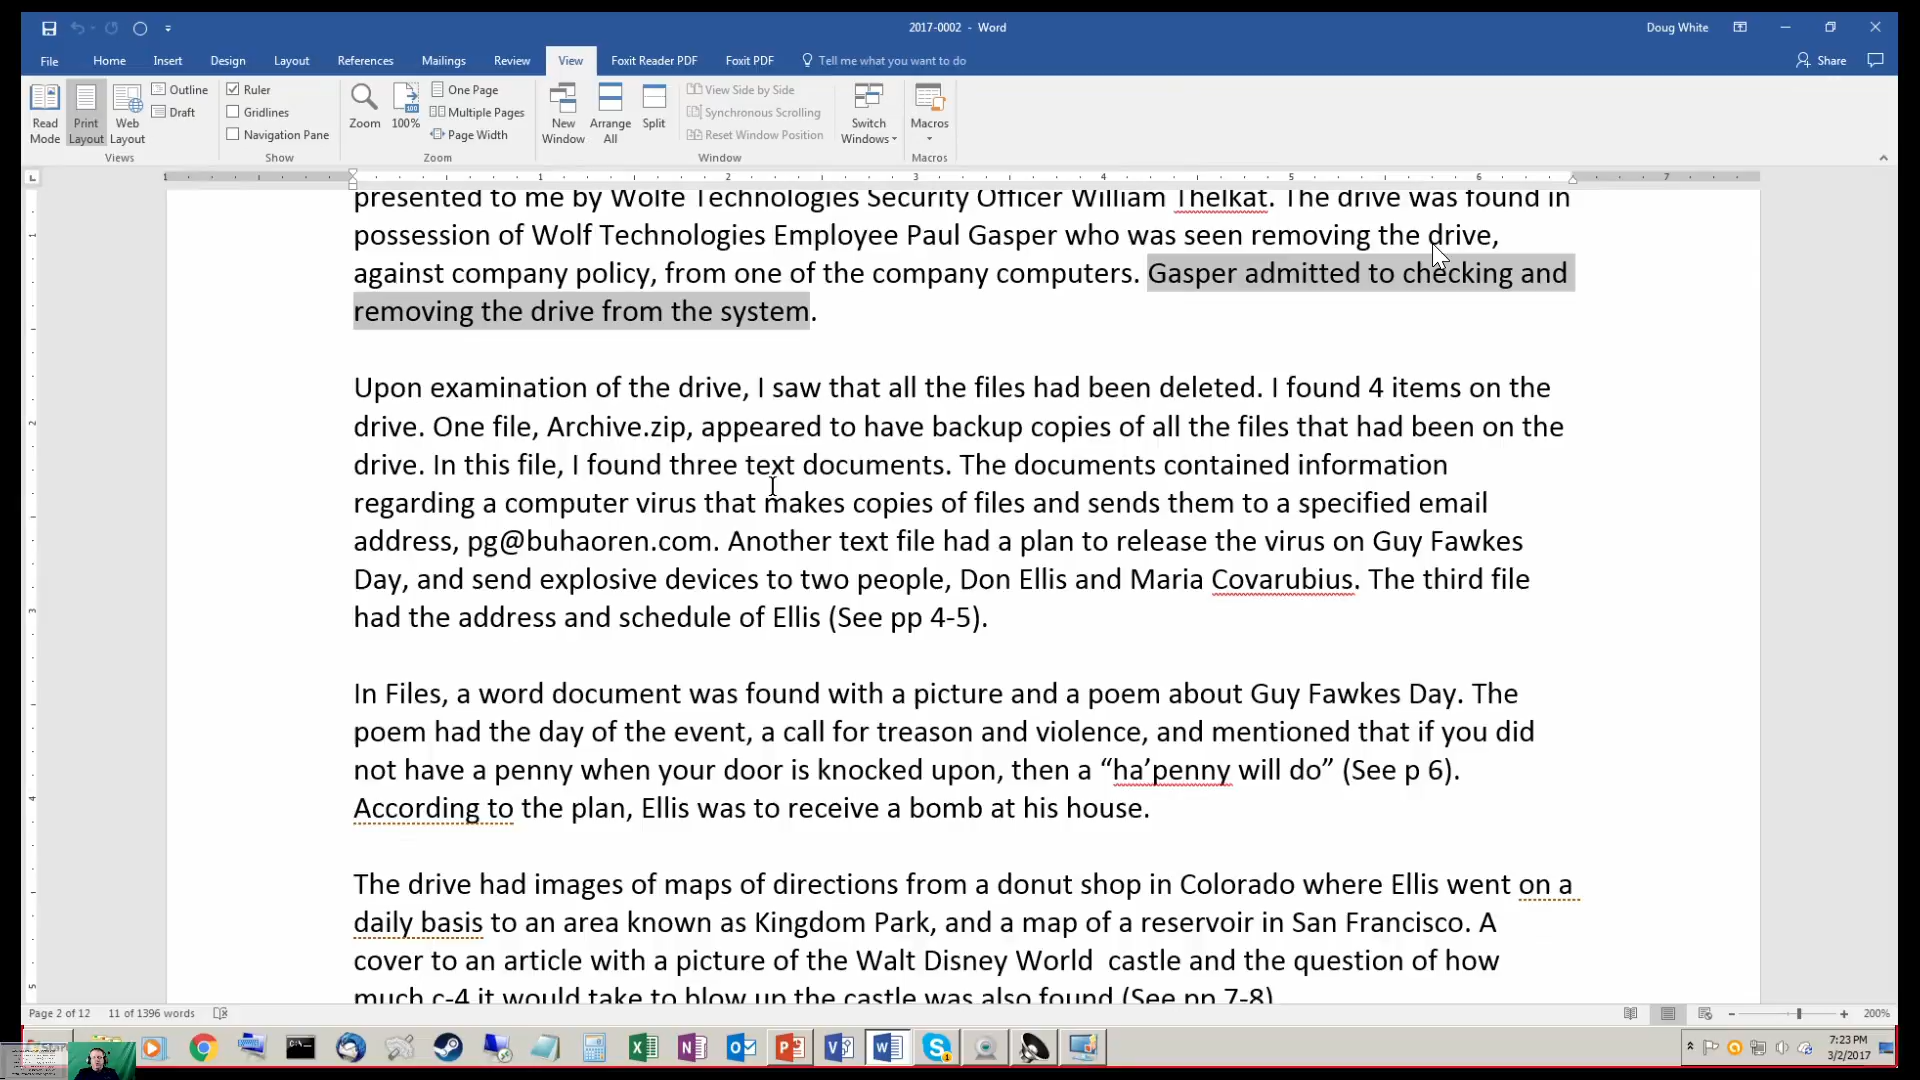 2017-0002 - Word
Doug White
File Home Insert Design Layout References Mailings Review View Foxit Reader PDF Foxit PDF Tell me what you want to do Share
Read Mode
Print Layout
Web Layout
Outline
Draft
Views
Ruler
Gridlines
Navigation Pane
Show
Zoom
100%
One Page
Multiple Pages
Page Width
Zoom
New Window
Arrange All
Split
View Side by Side
Synchronous Scrolling
Reset Window Position
Window
Switch Windows
Macros
Macros
1 1 2 3 4 5 6 7
presented to me by Wolfe Technologies Security Officer William Thelkat. The drive was found in
possession of Wolf Technologies Employee Paul Gasper who was seen removing the drive,
against company policy, from one of the company computers. Gasper admitted to checking and
removing the drive from the system.
Upon examination of the drive, I saw that all the files had been deleted. I found 4 items on the
drive. One file, Archive.zip, appeared to have backup copies of all the files that had been on the
drive. In this file, I found three text documents. The documents contained information
regarding a computer virus that makes copies of files and sends them to a specified email
address, pg@buhaoren.com. Another text file had a plan to release the virus on Guy Fawkes
Day, and send explosive devices to two people, Don Ellis and Maria Covarubius. The third file
had the address and schedule of Ellis (See pp 4-5).
In Files, a word document was found with a picture and a poem about Guy Fawkes Day. The
poem had the day of the event, a call for treason and violence, and mentioned that if you did
not have a penny when your door is knocked upon, then a “ha’penny will do” (See p 6).
According to the plan, Ellis was to receive a bomb at his house.
The drive had images of maps of directions from a donut shop in Colorado where Ellis went on a
daily basis to an area known as Kingdom Park, and a map of a reservoir in San Francisco. A
cover to an article with a picture of the Walt Disney World castle and the question of how
much c-4 it would take to blow up the castle was also found (See pp 7-8)
Page 2 of 12 11 of 1396 words
200%
7:23 PM
3/2/2017